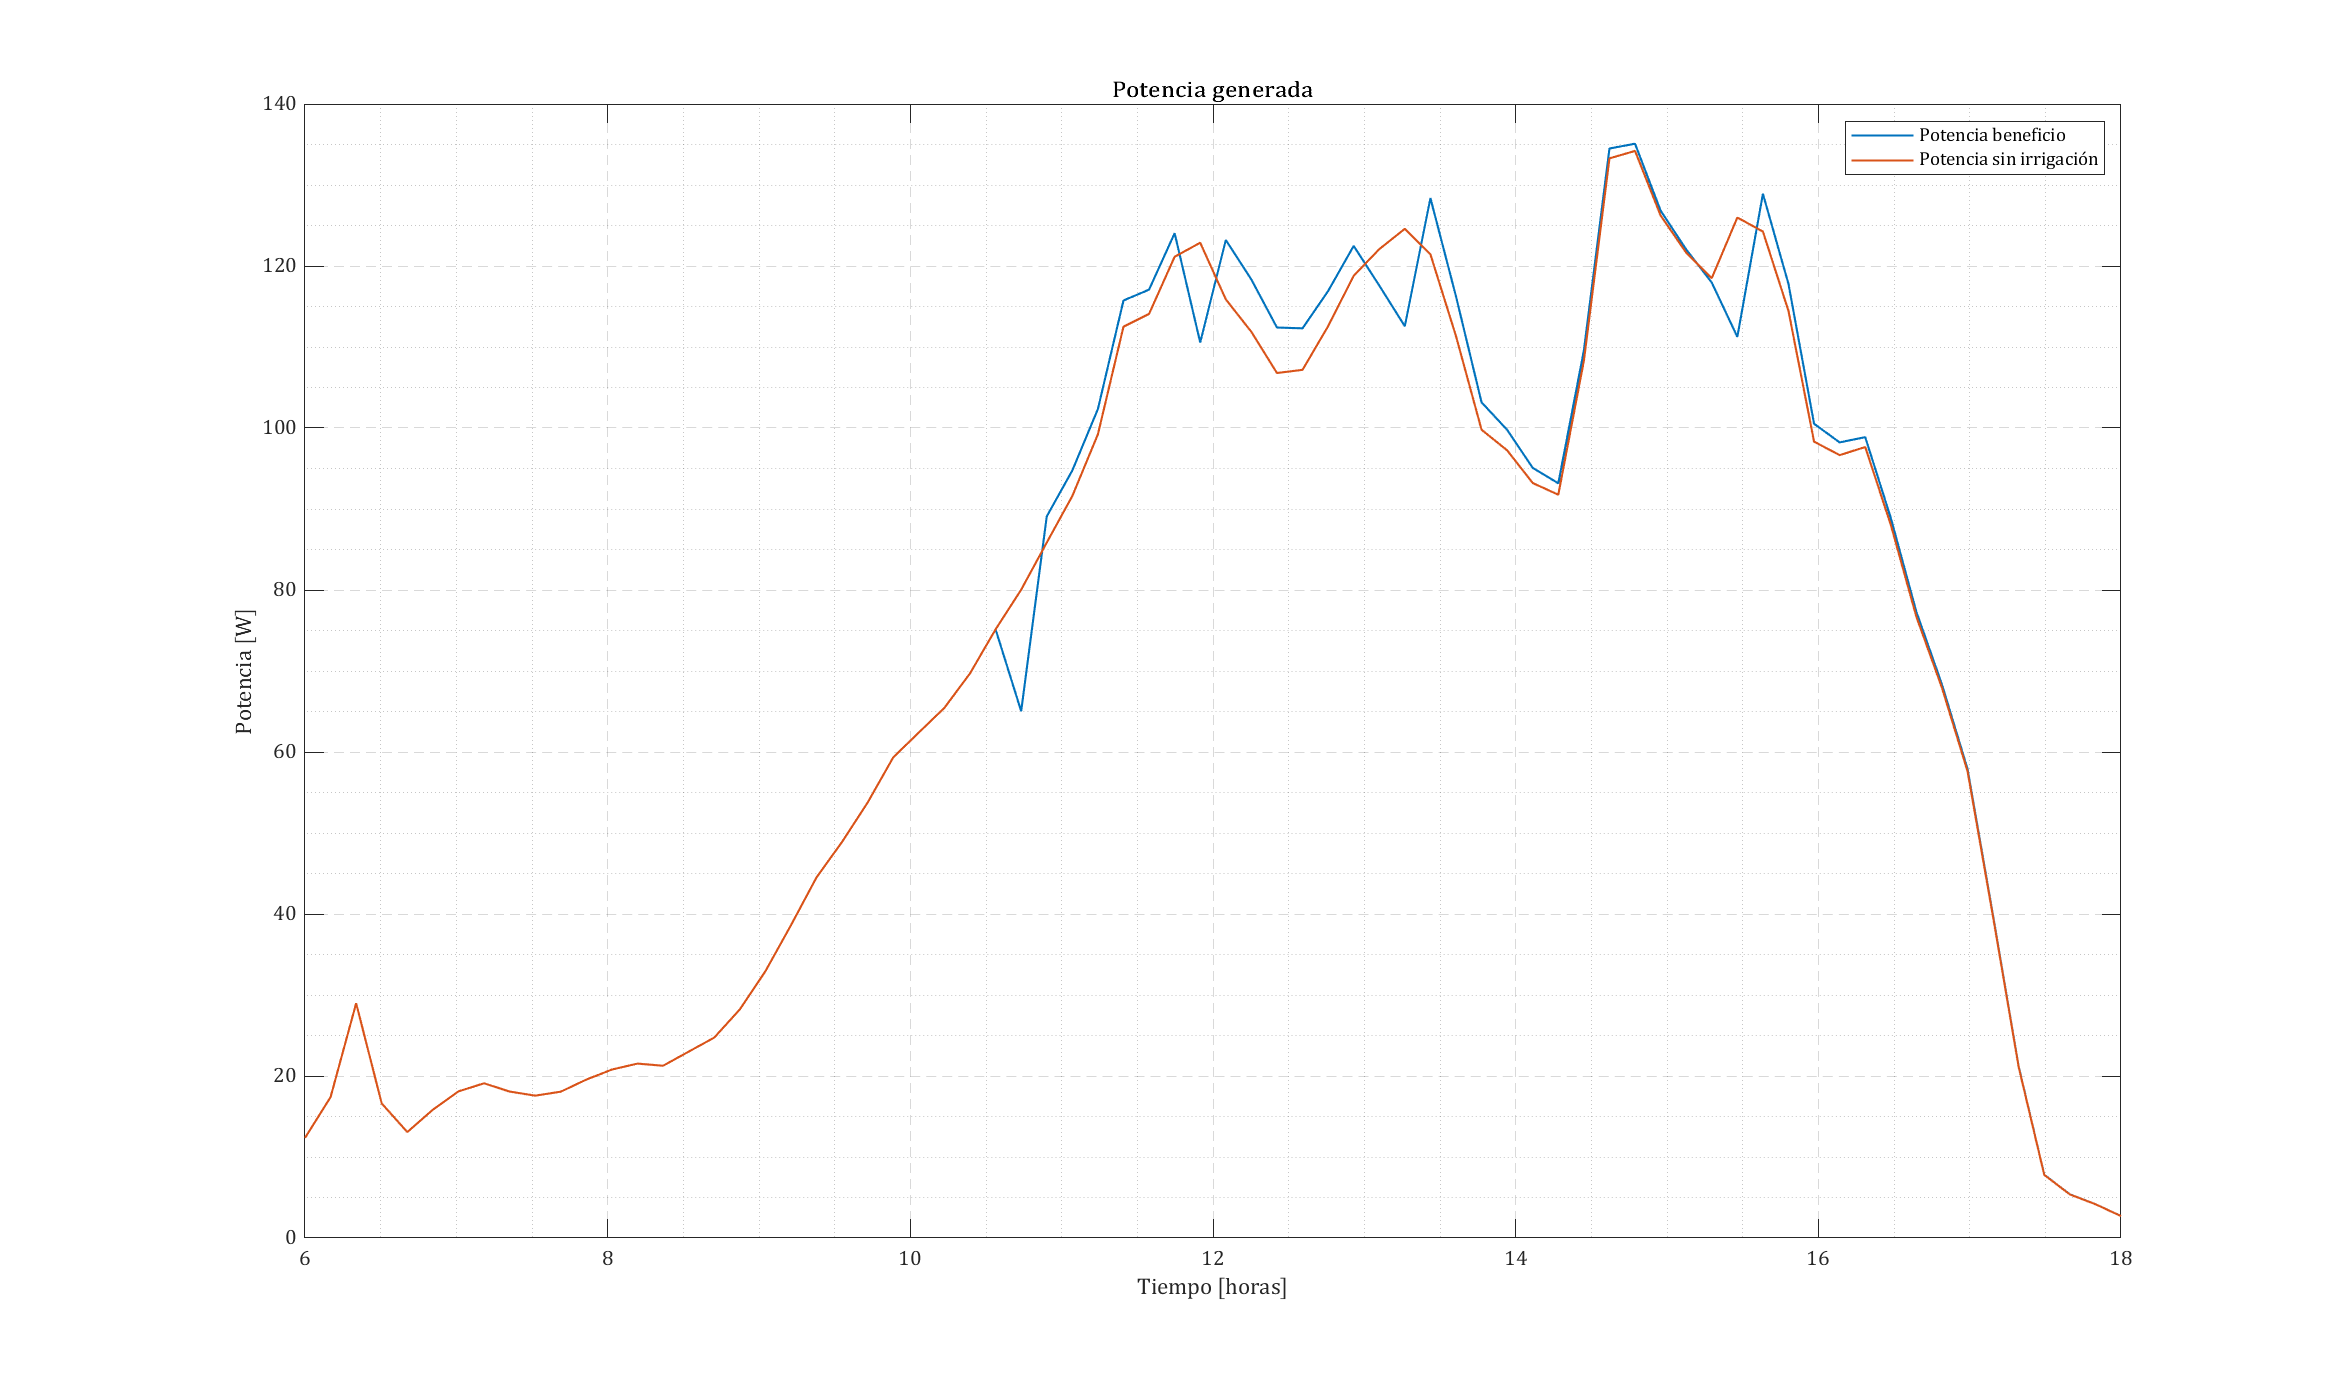 Potencia generada
Potencia beneficio
Potencia sin irrigación
140
120
100
80
60
40
20
0
Potencia [W]
6 8 10 12 14 16 18
Tiempo [horas]